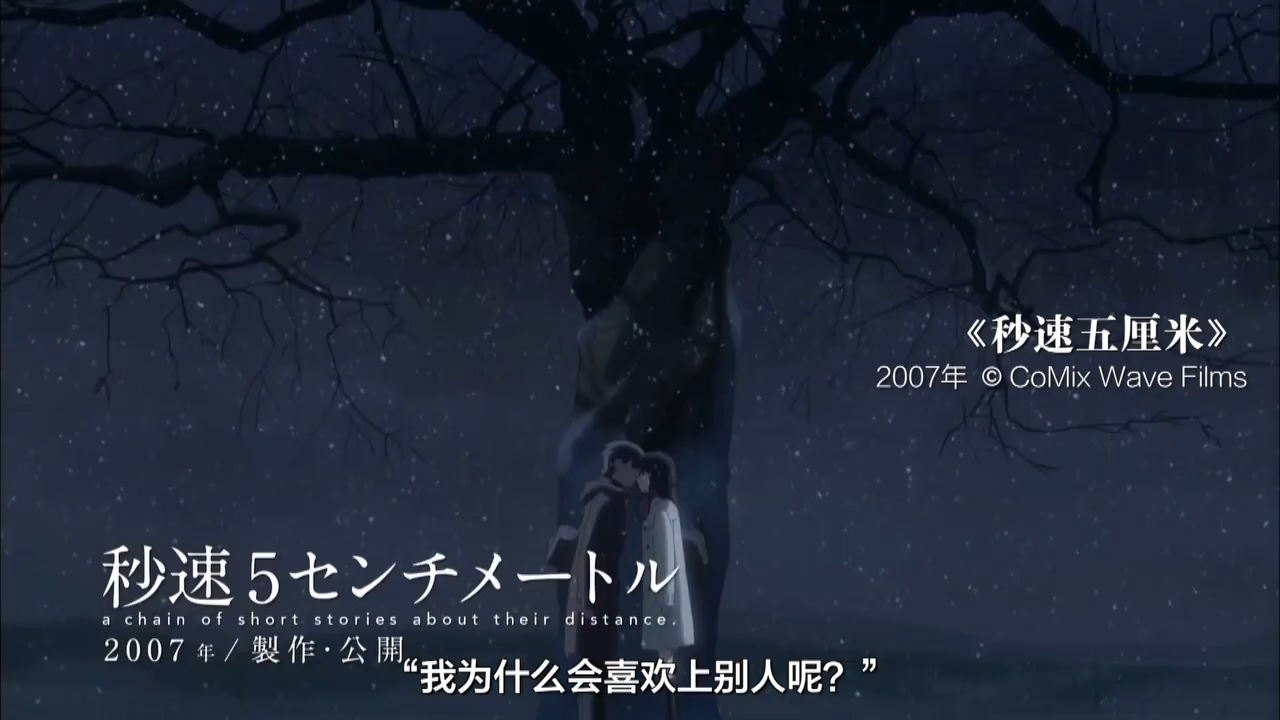 《秒速五厘米》
2007年 © CoMix Wave Films
秒速5センチメートル
a chain of short stories about their distance.
2007年/製作·公開
“我为什么会喜欢上别人呢？”